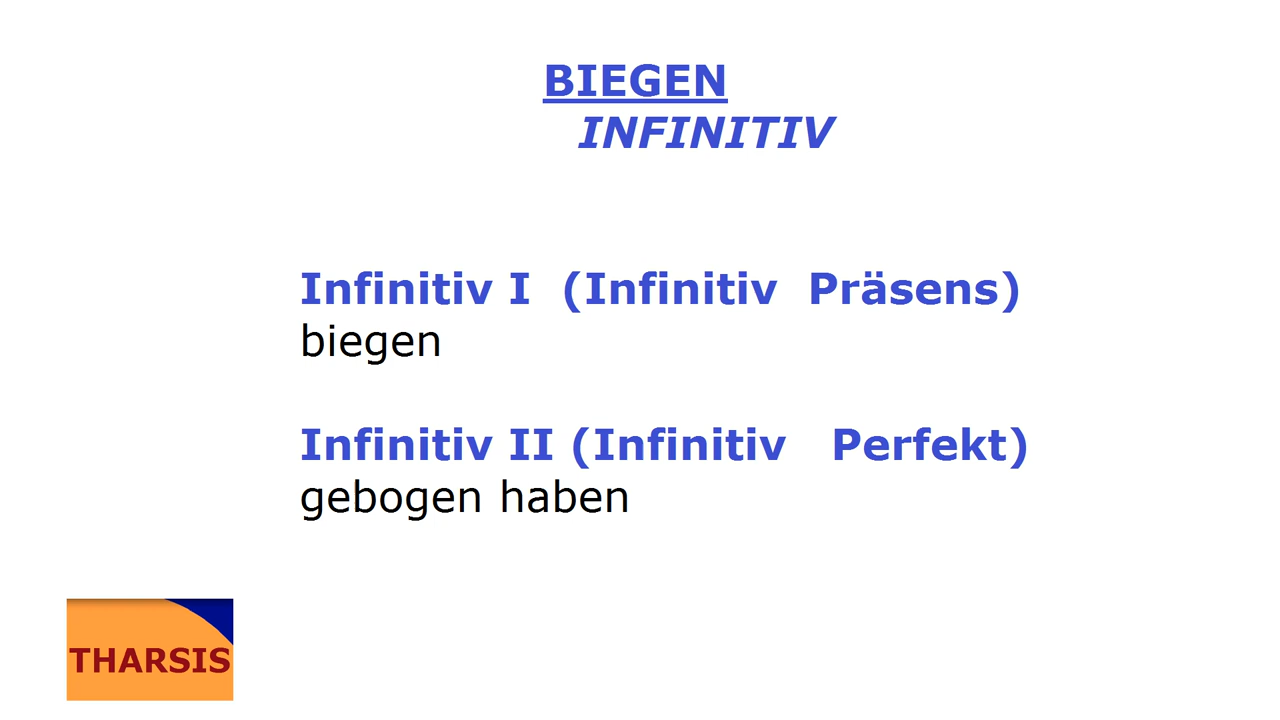 BIEGEN
INFINITIV
Infinitiv I (Infinitiv Präsens)
biegen
Infinitiv II (Infinitiv Perfekt)
gebogen haben
THARSIS